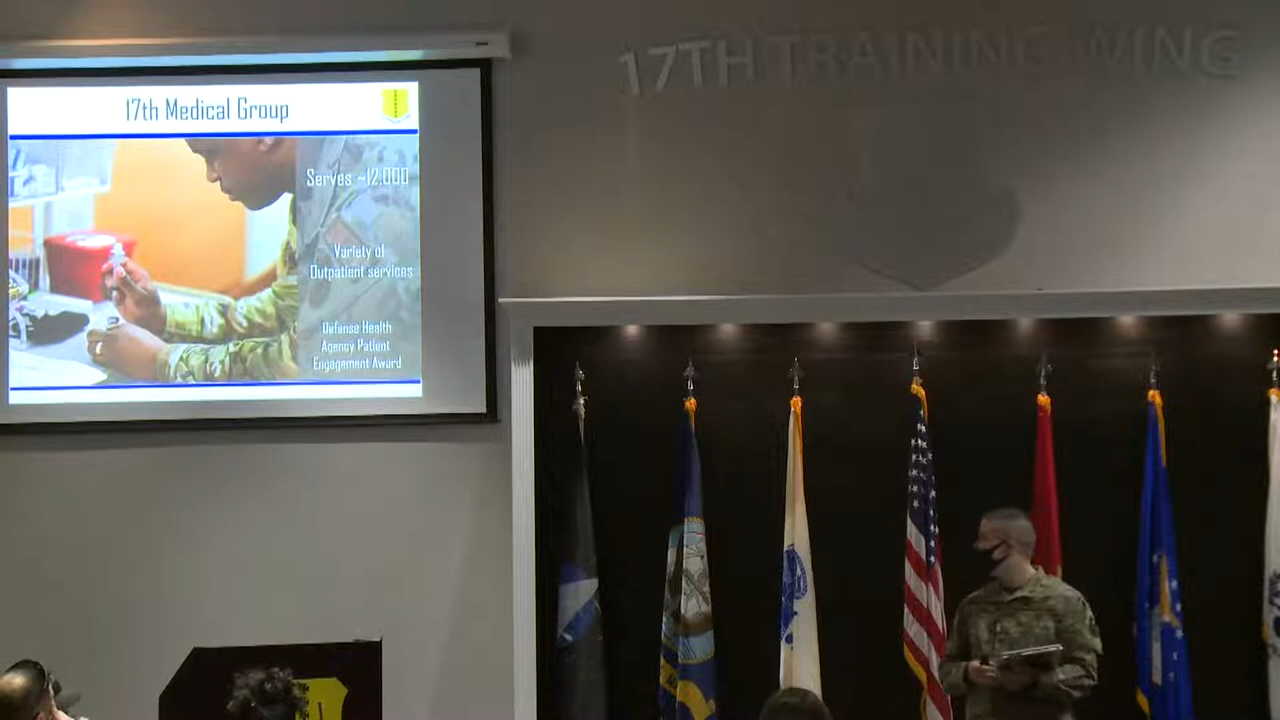 17TH TRAINING WING
17th Medical Group
Serves ~12,000
Variety of
Outpatient services
Defense Health
Agency Patient
Engagement Award